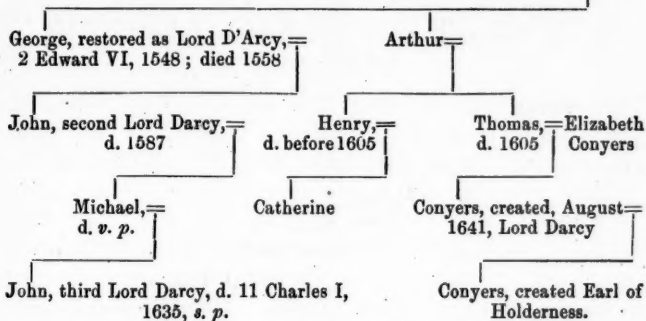 George, restored as Lord D'Arcy,=
2 Edward VI, 1548; died 1558
Arthur=
John, second Lord Darcy,=
d. 1587
Henry,=
d. before 1605
Thomas,=Elizabeth
d. 1605 Conyers
Michael,=
d. v. p.
Catherine
Conyers, created, August=
1641, Lord Darcy
John, third Lord Darcy, d. 11 Charles I,
1635, s. p.
Conyers, created Earl of
Holderness.